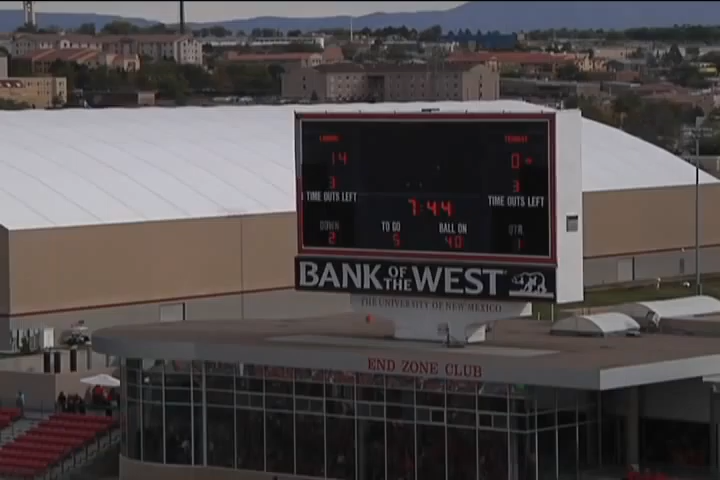 LOBOS
14
3
TIME OUTS LEFT
0
3
TIME OUTS LEFT
7:44
DOWN
2
TO GO
5
BALL ON
40
QTR
1
BANK OF THE WEST
THE UNIVERSITY OF NEW MEXICO
END ZONE CLUB